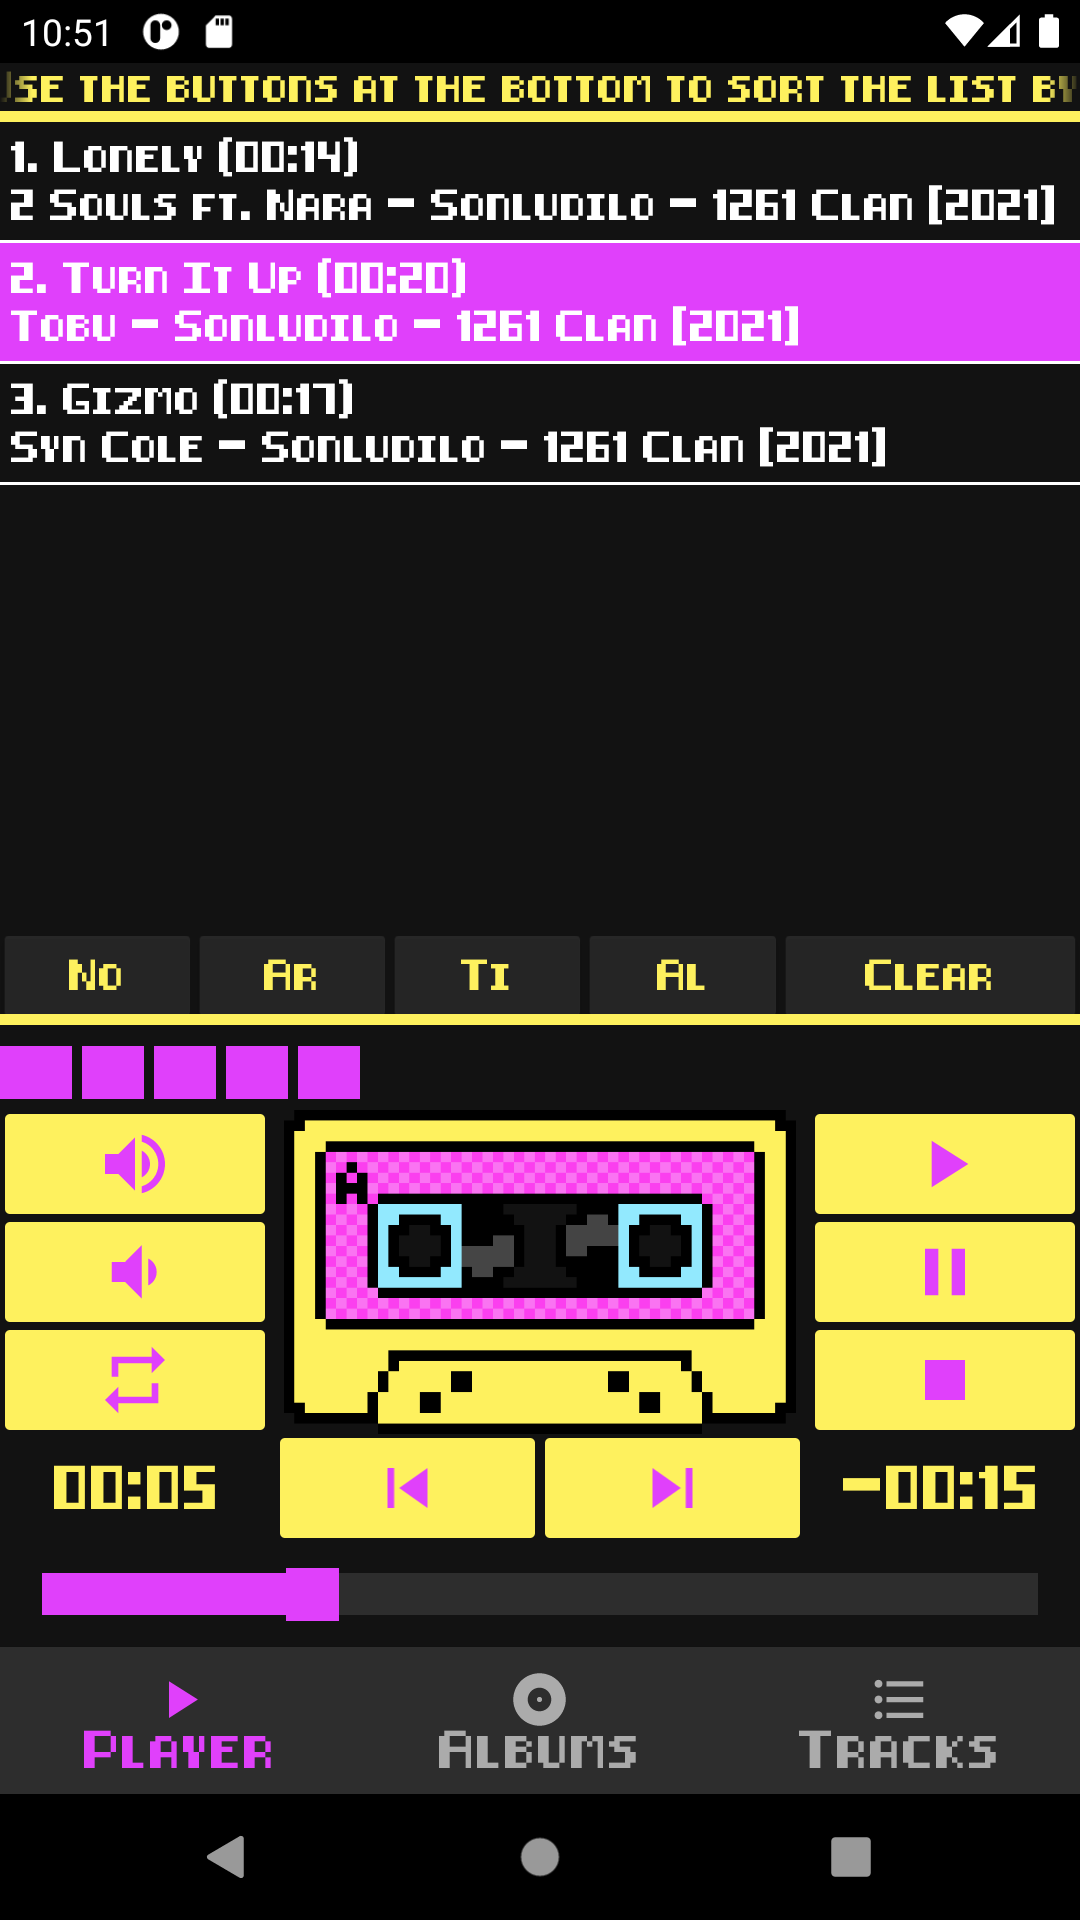 10:51
SE THE BUTTONS AT THE BOTTOM TO SORT THE LIST BY
1. Lonely (00:14)
2 Souls ft. Nara - Sonludilo - 1261 Clan [2021]
2. Turn It Up (00:20)
Tobu - Sonludilo - 1261 Clan [2021]
3. Gizmo (00:17)
Syn Cole - Sonludilo - 1261 Clan [2021]
No Ar Ti Al Clear
A
00:05 -00:15
Player Albums Tracks